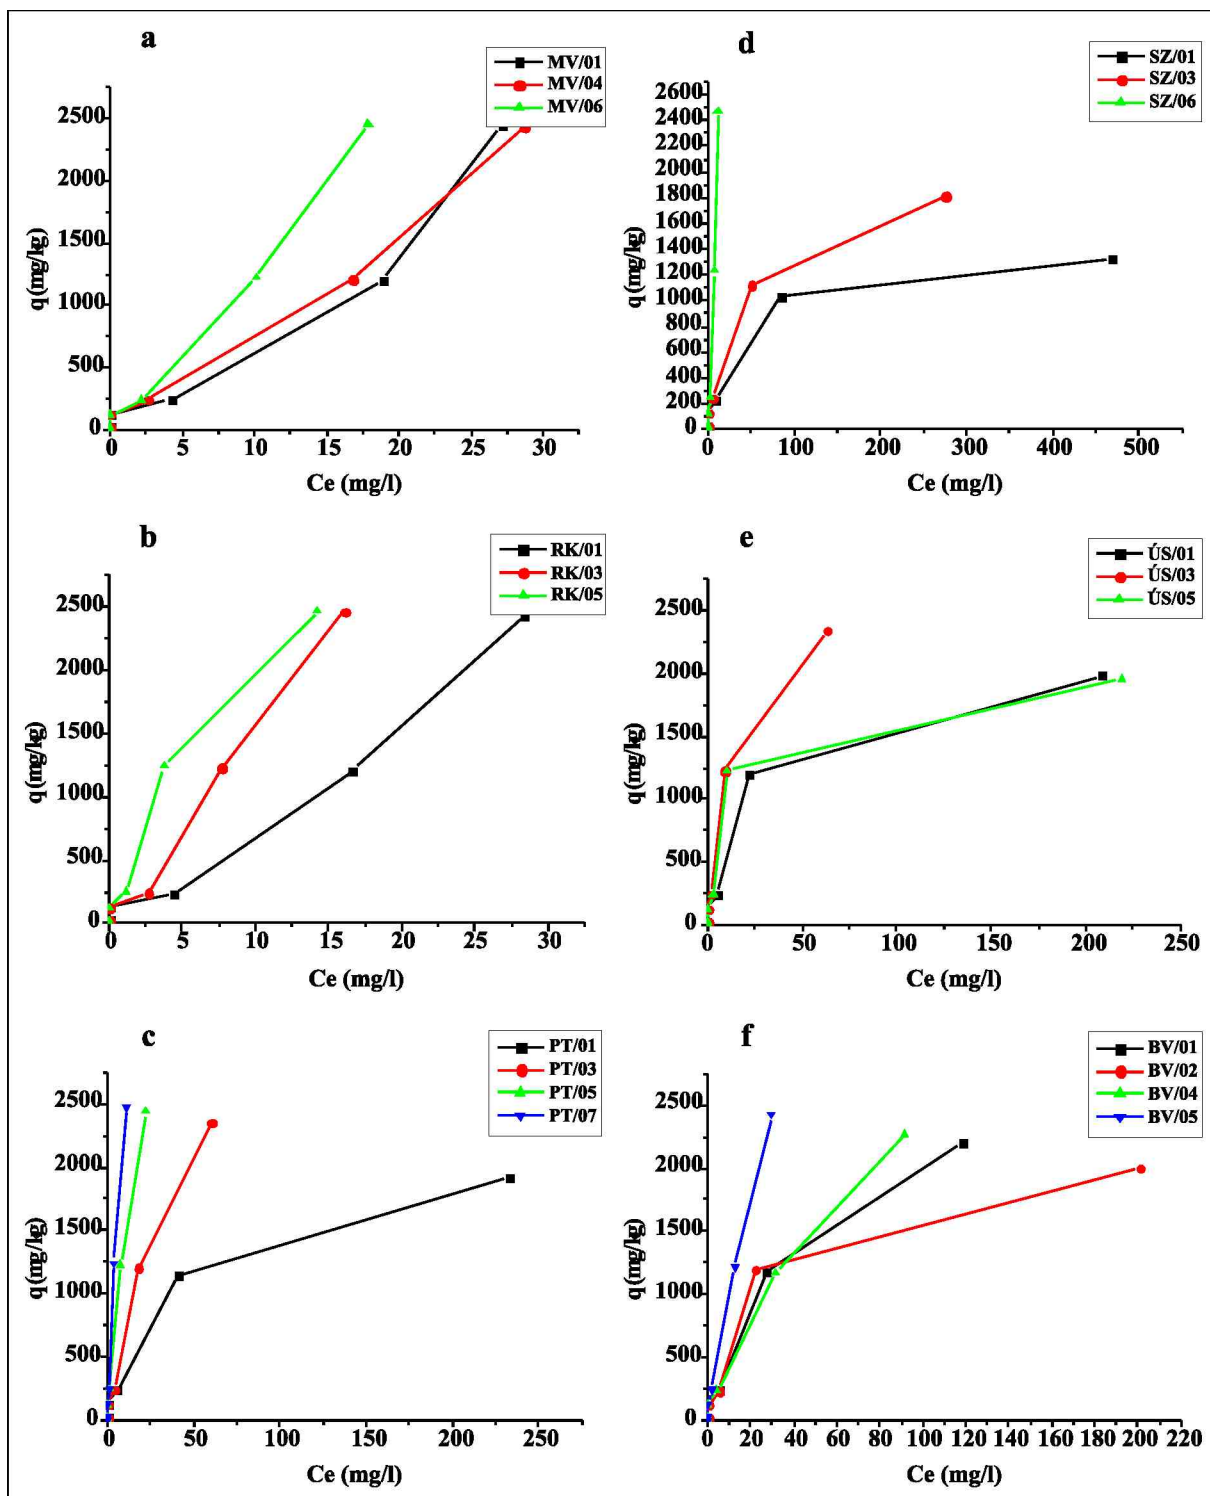 a
MV/01
MV/04
MV/06
q(mg/kg)
2500
2000
1500
1000
500
0
0 5 10 15 20 25 30
Ce (mg/l)
d
SZ/01
SZ/03
SZ/06
q(mg/kg)
2600
2400
2200
2000
1800
1600
1400
1200
1000
800
600
400
200
0
0 100 200 300 400 500
Ce (mg/l)
b
RK/01
RK/03
RK/05
q(mg/kg)
2500
2000
1500
1000
500
0
0 5 10 15 20 25 30
Ce (mg/l)
e
ÚS/01
ÚS/03
ÚS/05
q(mg/kg)
2500
2000
1500
1000
500
0
0 50 100 150 200 250
Ce (mg/l)
c
PT/01
PT/03
PT/05
PT/07
q(mg/kg)
2500
2000
1500
1000
500
0
0 50 100 150 200 250
Ce (mg/l)
f
BV/01
BV/02
BV/04
BV/05
q(mg/kg)
2500
2000
1500
1000
500
0
0 20 40 60 80 100 120 140 160 180 200 220
Ce (mg/l)